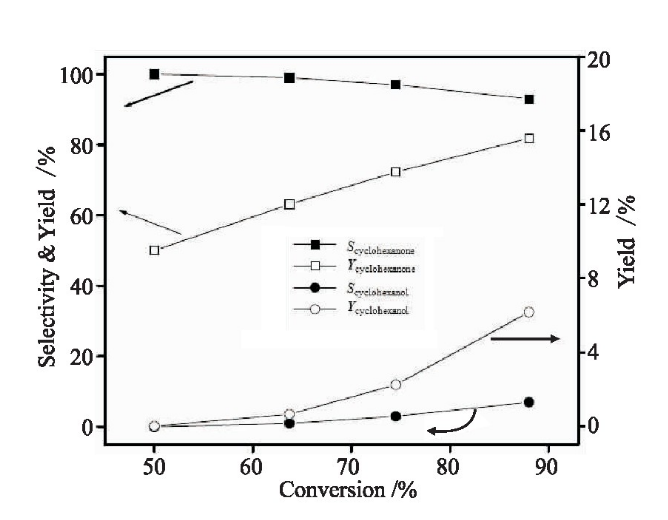 Selectivity & Yield /%
100
80
60
40
20
0
20
16
12
8
4
0
Yield /%
Scyclohexanone
Ycyclohexanone
Scyclohexanol
Ycyclohexanol
50 60 70 80 90
Conversion /%